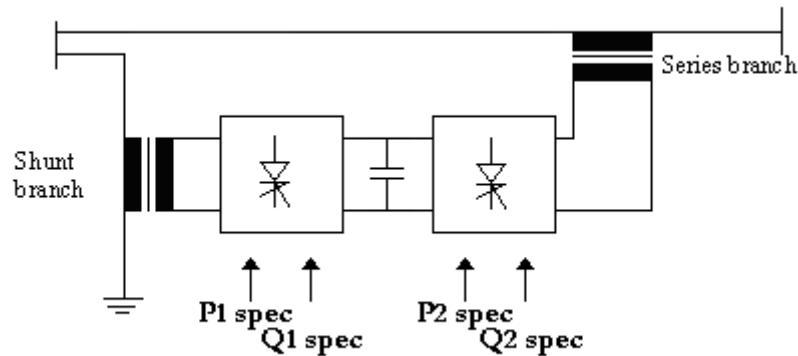 Series branch
Shunt
branch
P1 spec
Q1 spec
P2 spec
Q2 spec